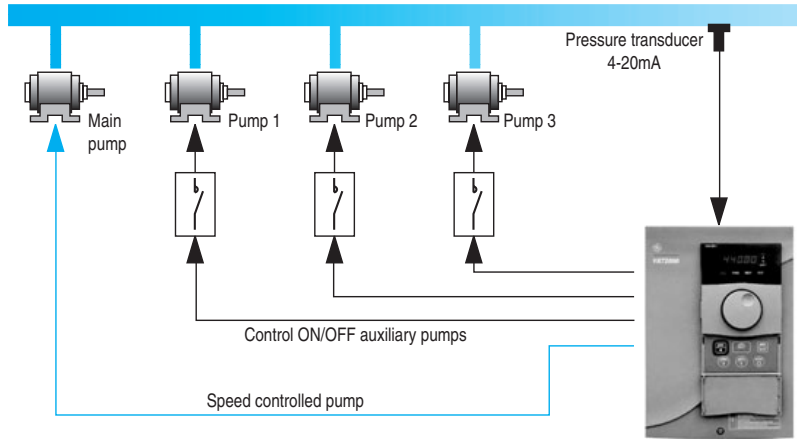 Pressure transducer
4-20mA
Main
pump
Pump 1
Pump 2
Pump 3
Control ON/OFF auxiliary pumps
Speed controlled pump